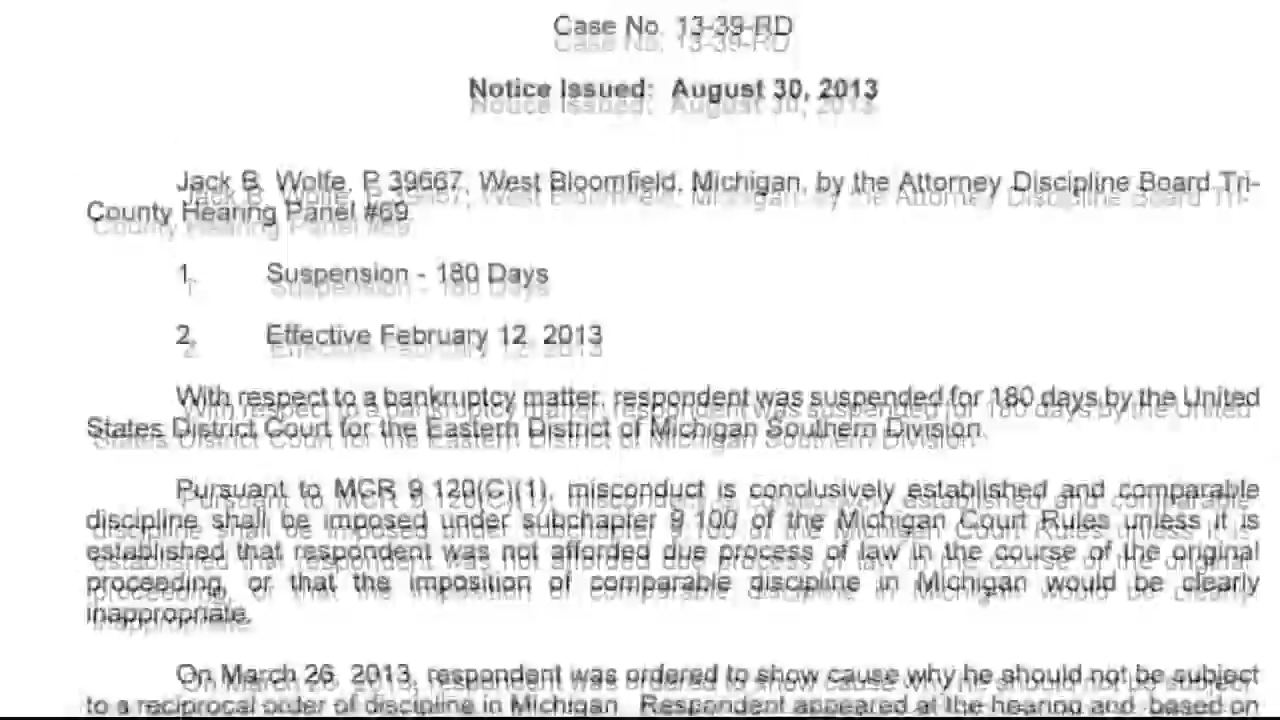 Case No. 13-39-RD
Notice Issued: August 30, 2013
Jack B. Wolfe, P 39667, West Bloomfield, Michigan, by the Attorney Discipline Board Tri-
County Hearing Panel #69
1. Suspension - 180 Days
2. Effective February 12, 2013
With respect to a bankruptcy matter, respondent was suspended for 180 days by the United
States District Court for the Eastern District of Michigan Southern Division.
Pursuant to MCR 9.120(C)(1), misconduct is conclusively established and comparable
discipline shall be imposed under subchapter 9.100 of the Michigan Court Rules unless it is
established that respondent was not afforded due process of law in the course of the original
proceeding, or that the imposition of comparable discipline in Michigan would be clearly
inappropriate.
On March 26, 2013, respondent was ordered to show cause why he should not be subject
to a reciprocal order of discipline in Michigan. Respondent appeared at the hearing and based on